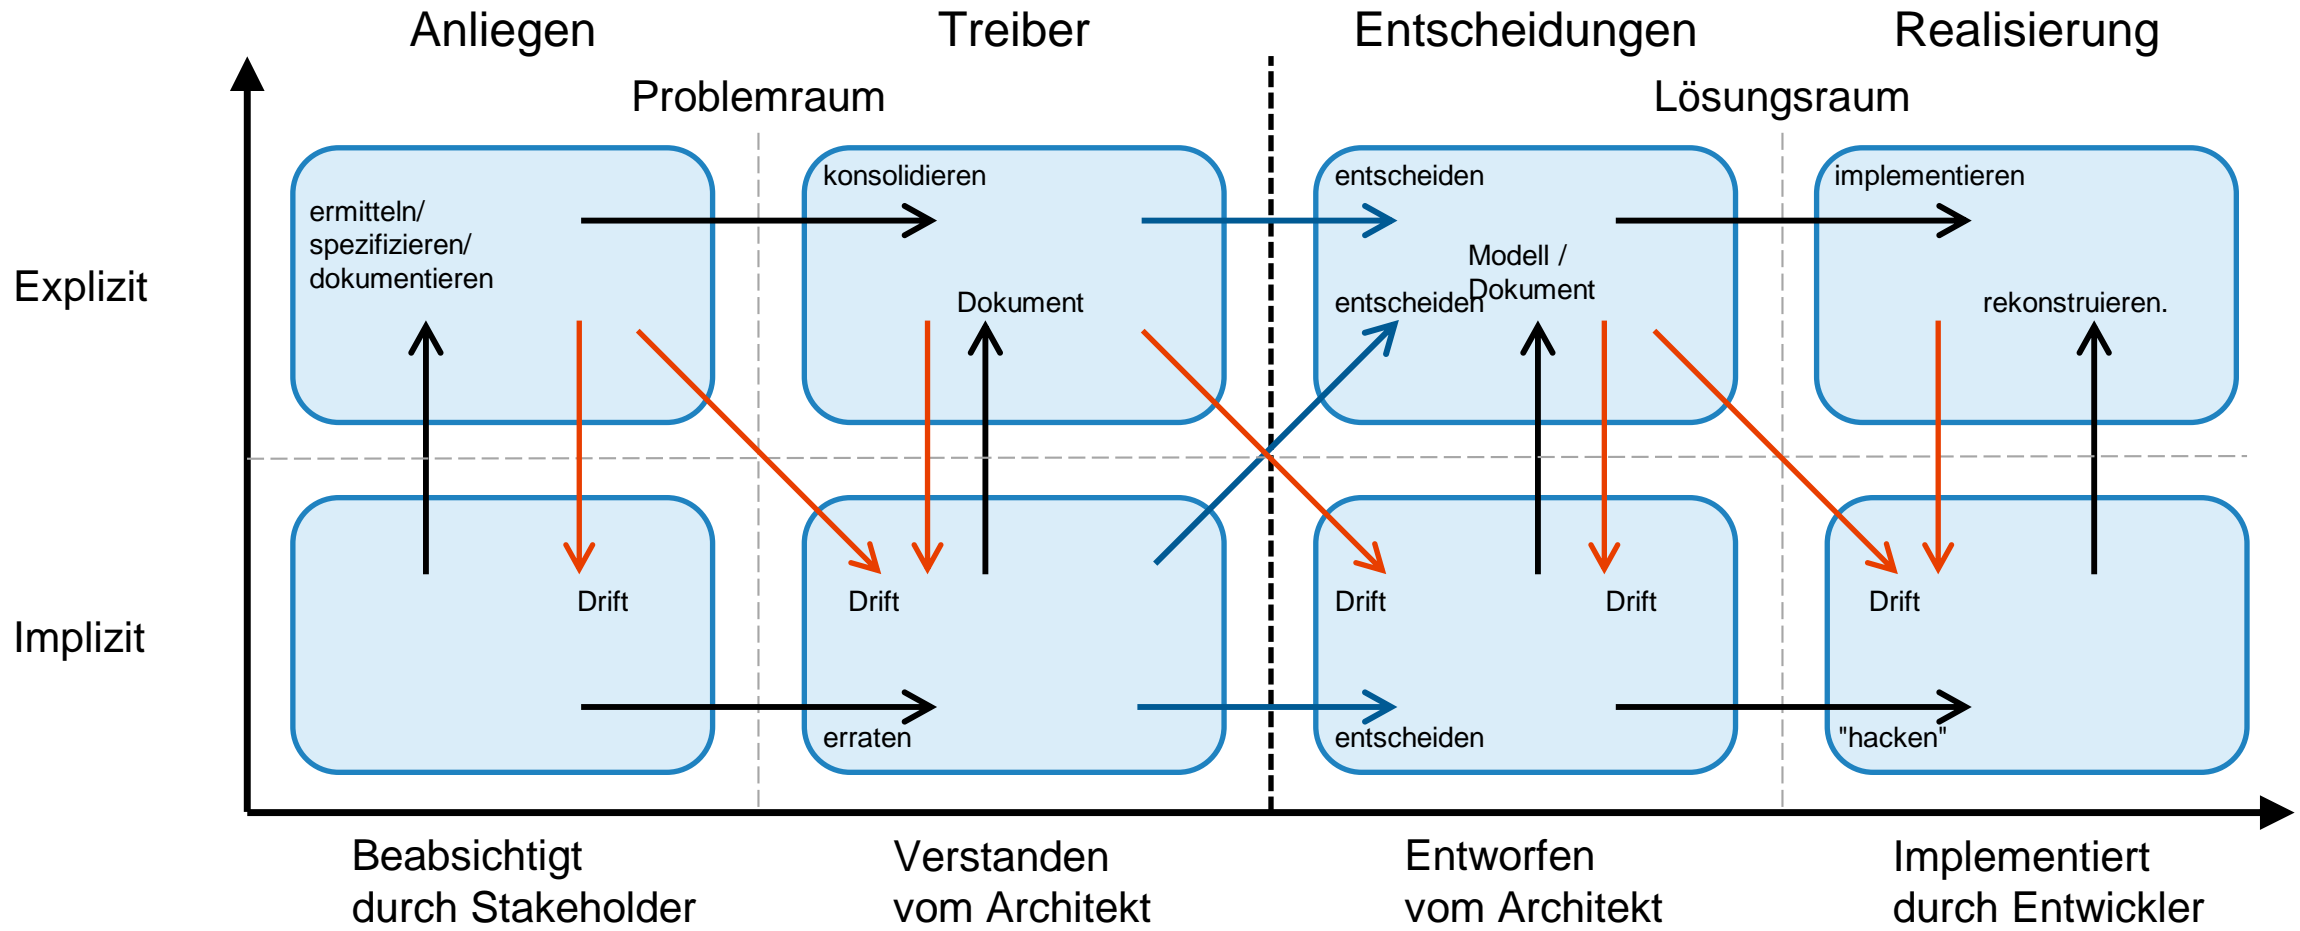 Anliegen
Treiber
Entscheidungen
Realisierung
Problemraum
Lösungsraum
Explizit
ermitteln/
spezifizieren/
dokumentieren
konsolidieren
Dokument
entscheiden
Modell /
Dokument
entscheiden
implementieren
rekonstruieren.
Implizit
Drift
Drift
erraten
Drift
Drift
entscheiden
Drift
"hacken"
Beabsichtigt
durch Stakeholder
Verstanden
vom Architekt
Entworfen
vom Architekt
Implementiert
durch Entwickler